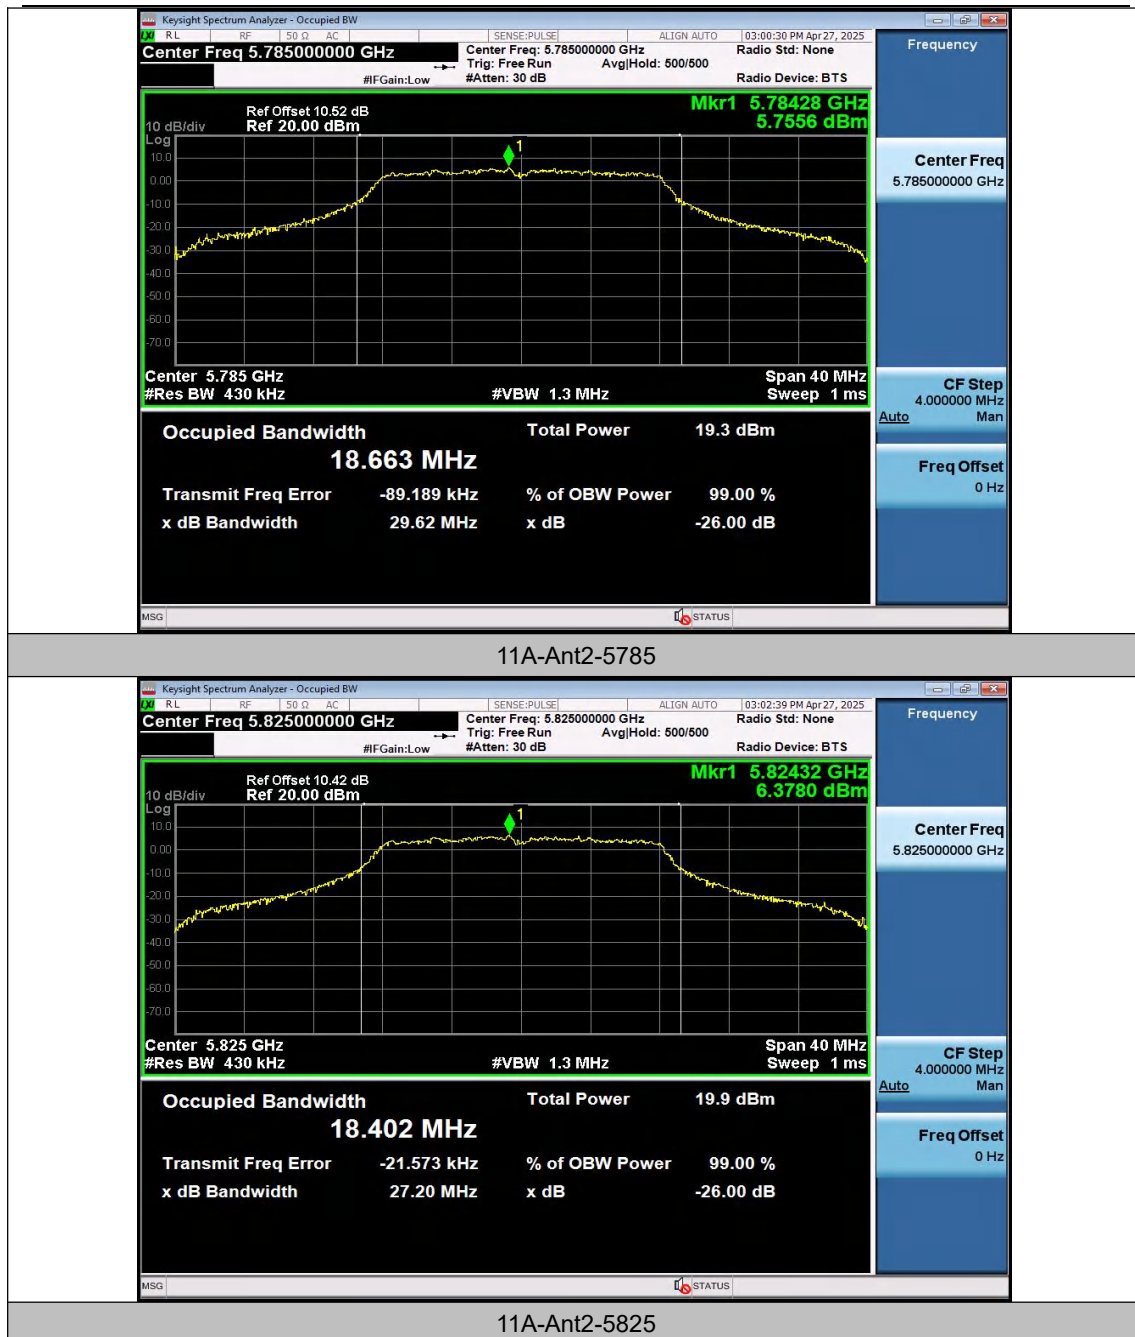 Keysight Spectrum Analyzer - Occupied BW
LXI RL RF 50 Ω AC SENSE:PULSE ALIGN AUTO 03:00:30 PM Apr 27, 2025
Center Freq 5.785000000 GHz
Center Freq: 5.785000000 GHz
Radio Std: None
Trig: Free Run
Avg|Hold: 500/500
#IFGain:Low
#Atten: 30 dB
Radio Device: BTS
Ref Offset 10.52 dB
Mkr1 5.78428 GHz
10 dB/div
Ref 20.00 dBm
5.7556 dBm
Log
1
10.0
0.00
-10.0
-20.0
-30.0
-40.0
-50.0
-60.0
-70.0
Center 5.785 GHz
Span 40 MHz
#Res BW 430 kHz
#VBW 1.3 MHz
Sweep 1 ms
Occupied Bandwidth
Total Power 19.3 dBm
18.663 MHz
Transmit Freq Error -89.189 kHz
% of OBW Power 99.00 %
x dB Bandwidth 29.62 MHz
x dB -26.00 dB
MSG
STATUS
Frequency
Center Freq
5.785000000 GHz
CF Step
4.000000 MHz
Auto Man
Freq Offset
0 Hz
11A-Ant2-5785
Keysight Spectrum Analyzer - Occupied BW
LXI RL RF 50 Ω AC SENSE:PULSE ALIGN AUTO 03:02:39 PM Apr 27, 2025
Center Freq 5.825000000 GHz
Center Freq: 5.825000000 GHz
Radio Std: None
Trig: Free Run
Avg|Hold: 500/500
#IFGain:Low
#Atten: 30 dB
Radio Device: BTS
Ref Offset 10.42 dB
Mkr1 5.82432 GHz
10 dB/div
Ref 20.00 dBm
6.3780 dBm
Log
1
10.0
0.00
-10.0
-20.0
-30.0
-40.0
-50.0
-60.0
-70.0
Center 5.825 GHz
Span 40 MHz
#Res BW 430 kHz
#VBW 1.3 MHz
Sweep 1 ms
Occupied Bandwidth
Total Power 19.9 dBm
18.402 MHz
Transmit Freq Error -21.573 kHz
% of OBW Power 99.00 %
x dB Bandwidth 27.20 MHz
x dB -26.00 dB
MSG
STATUS
Frequency
Center Freq
5.825000000 GHz
CF Step
4.000000 MHz
Auto Man
Freq Offset
0 Hz
11A-Ant2-5825